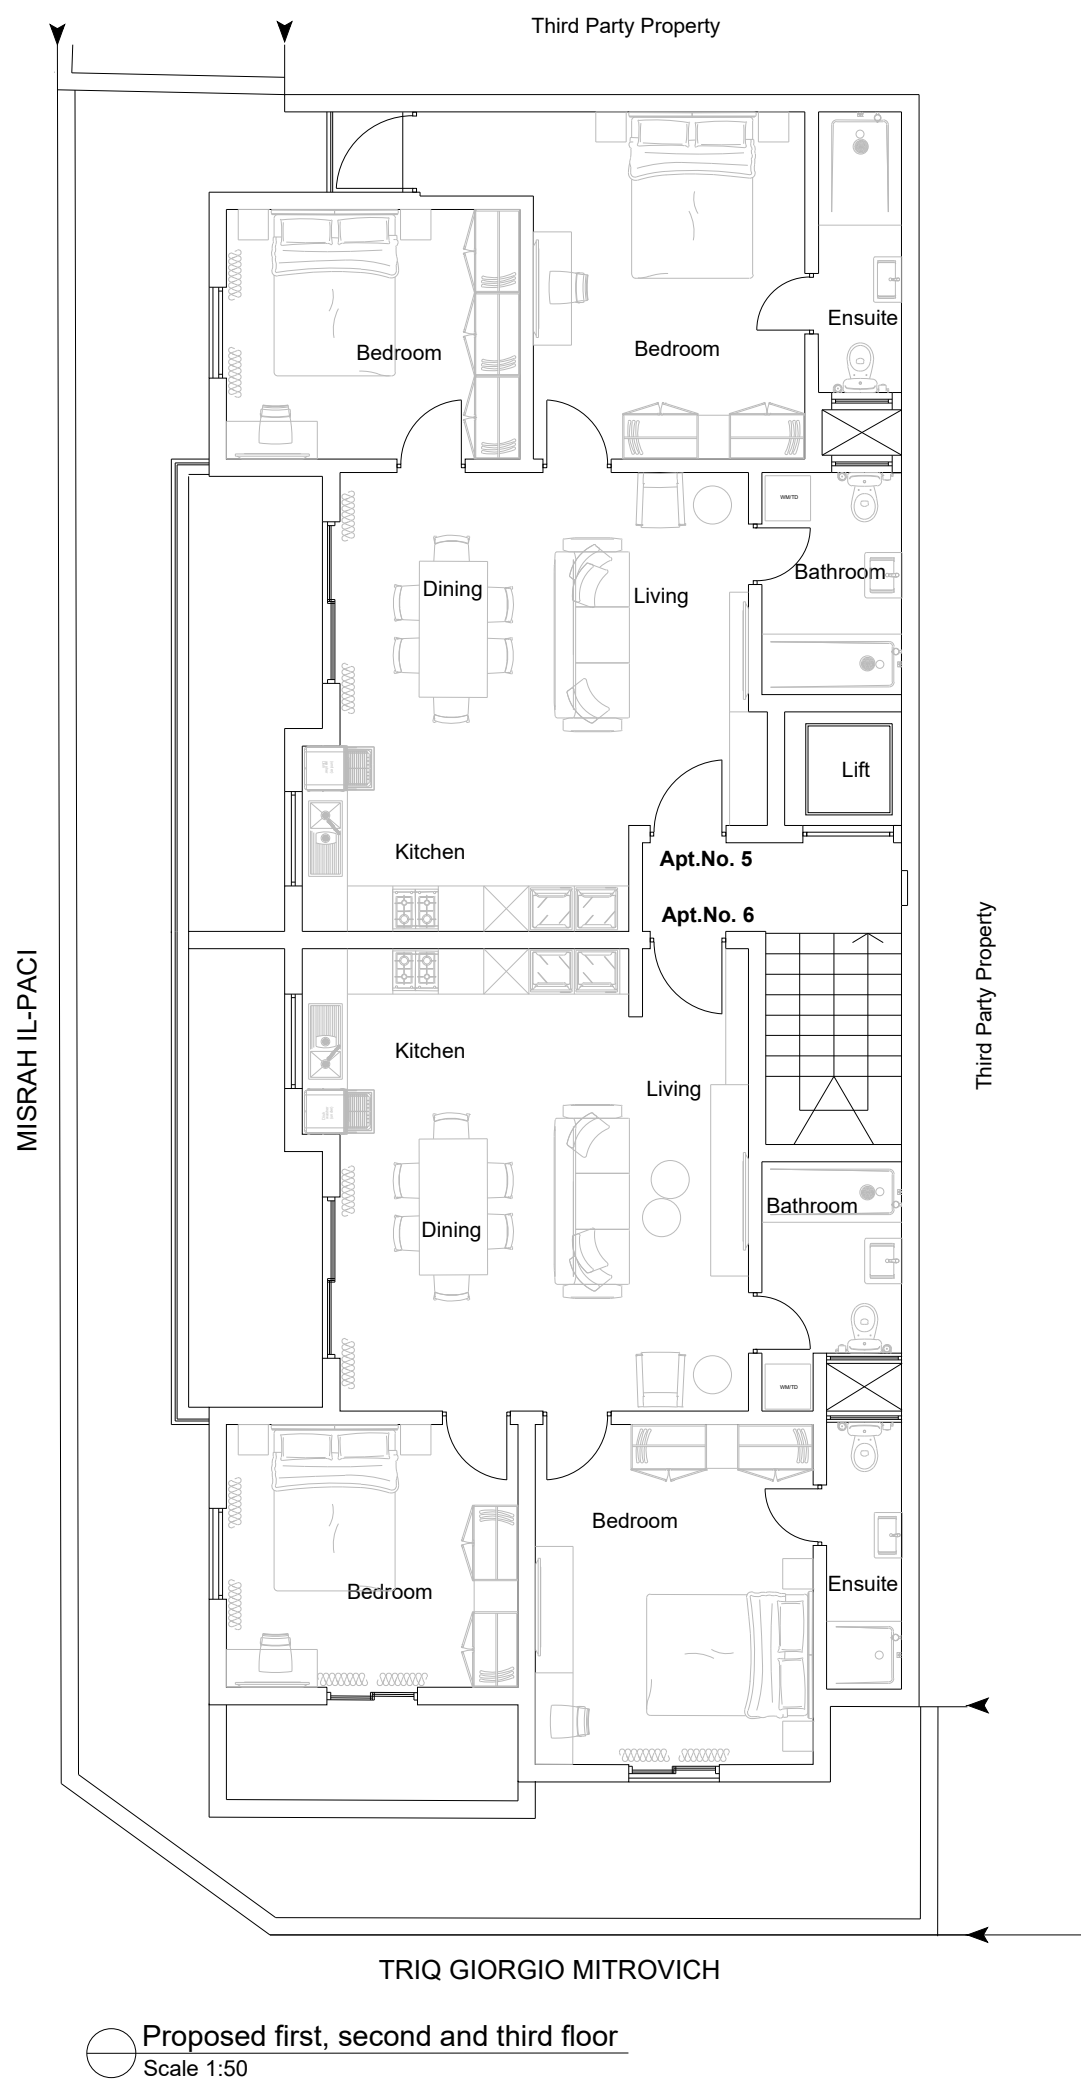 Third Party Property
Bedroom
Bedroom
Ensuite
WM/TD
Bathroom
Dining
Living
Lift
Kitchen
Apt.No. 5
Apt.No. 6
Third Party Property
MISRAH IL-PACI
Kitchen
Living
Bathroom
Dining
WM/TD
Bedroom
Bedroom
Ensuite
TRIQ GIORGIO MITROVICH
Proposed first, second and third floor
Scale 1:50